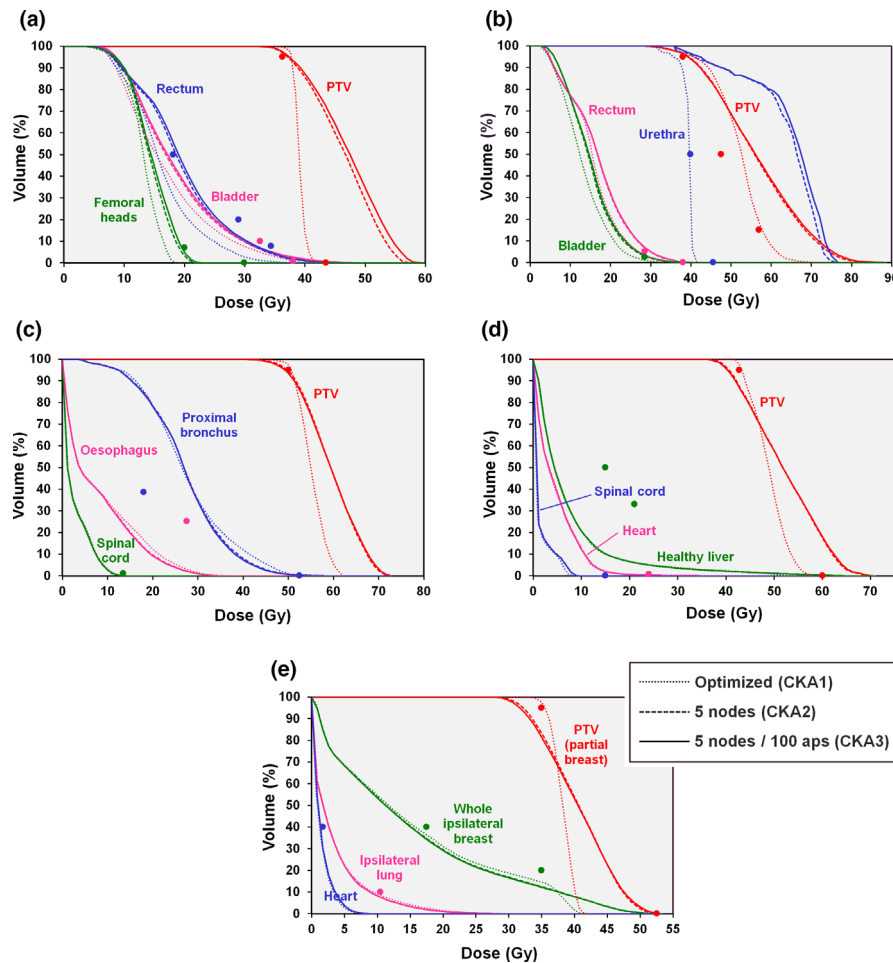 (a)
100
90
80
70
60
50
40
30
20
10
0
Volume (%)
Rectum
PTV
Bladder
Femoral
heads
0 10 20 30 40 50 60
Dose (Gy)
(b)
100
90
80
70
60
50
40
30
20
10
0
Volume (%)
Rectum
PTV
Urethra
Bladder
0 10 20 30 40 50 60 70 80 90
Dose (Gy)
(c)
100
90
80
70
60
50
40
30
20
10
0
Volume (%)
PTV
Proximal
bronchus
Oesophagus
Spinal
cord
0 10 20 30 40 50 60 70 80
Dose (Gy)
(d)
100
90
80
70
60
50
40
30
20
10
0
Volume (%)
PTV
Spinal cord
Heart
Healthy liver
0 10 20 30 40 50 60 70
Dose (Gy)
(e)
100
90
80
70
60
50
40
30
20
10
0
Volume (%)
PTV
(partial
breast)
Whole
ipsilateral
breast
Ipsilateral
lung
Heart
0 5 10 15 20 25 30 35 40 45 50 55
Dose (Gy)
Optimized (CKA1)
5 nodes (CKA2)
5 nodes / 100 aps (CKA3)